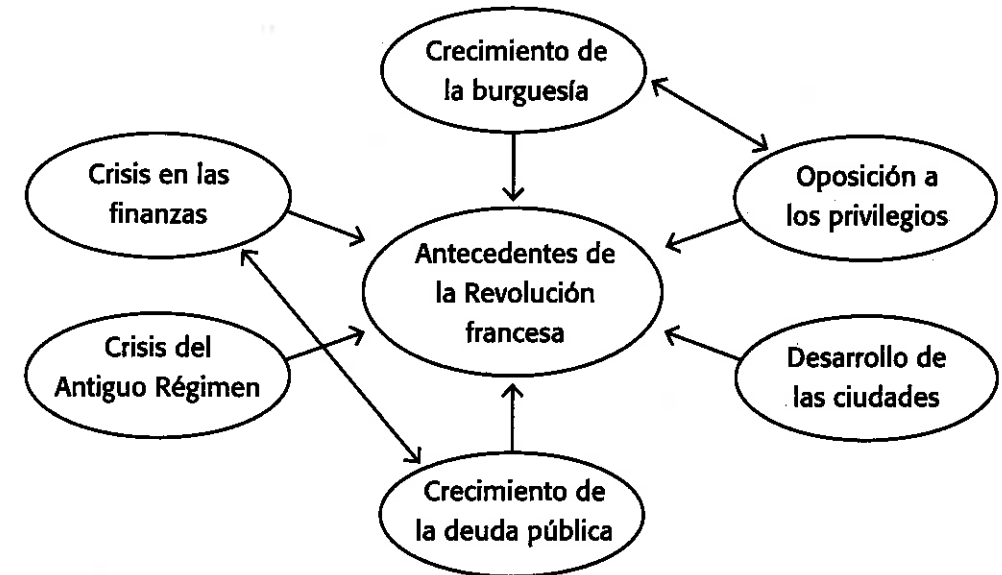 Crecimiento de
la burguesía
Crisis en las
finanzas
Oposición a
los privilegios
Antecedentes de
la Revolución
francesa
Crisis del
Antiguo Régimen
Desarrollo de
las ciudades
Crecimiento de
la deuda pública